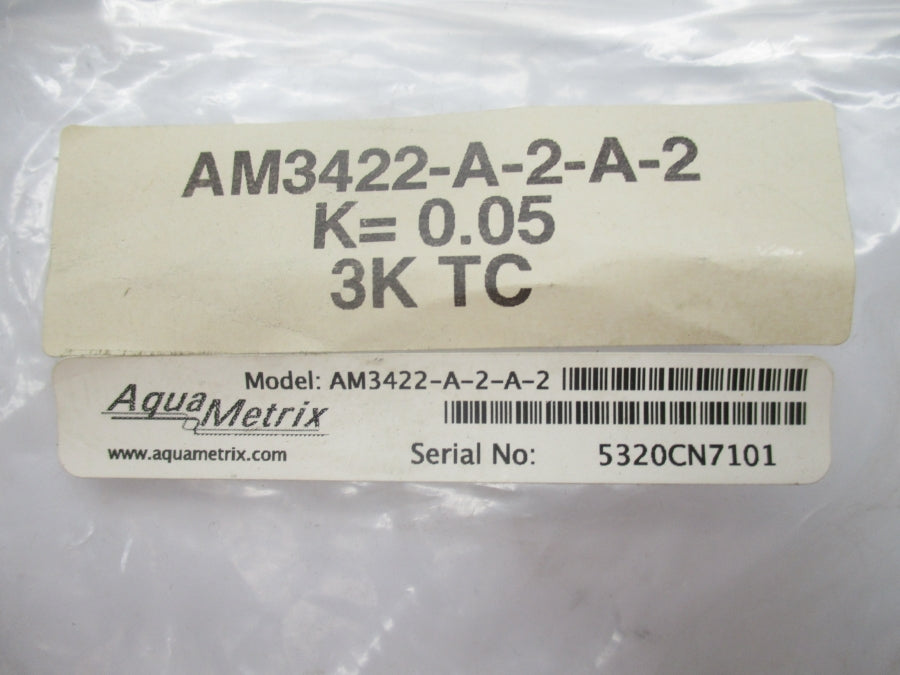 AM3422-A-2-A-2
K= 0.05
3K TC
Model: AM3422-A-2-A-2
AquaMetrix
www.aquametrix.com
Serial No: 5320CN7101